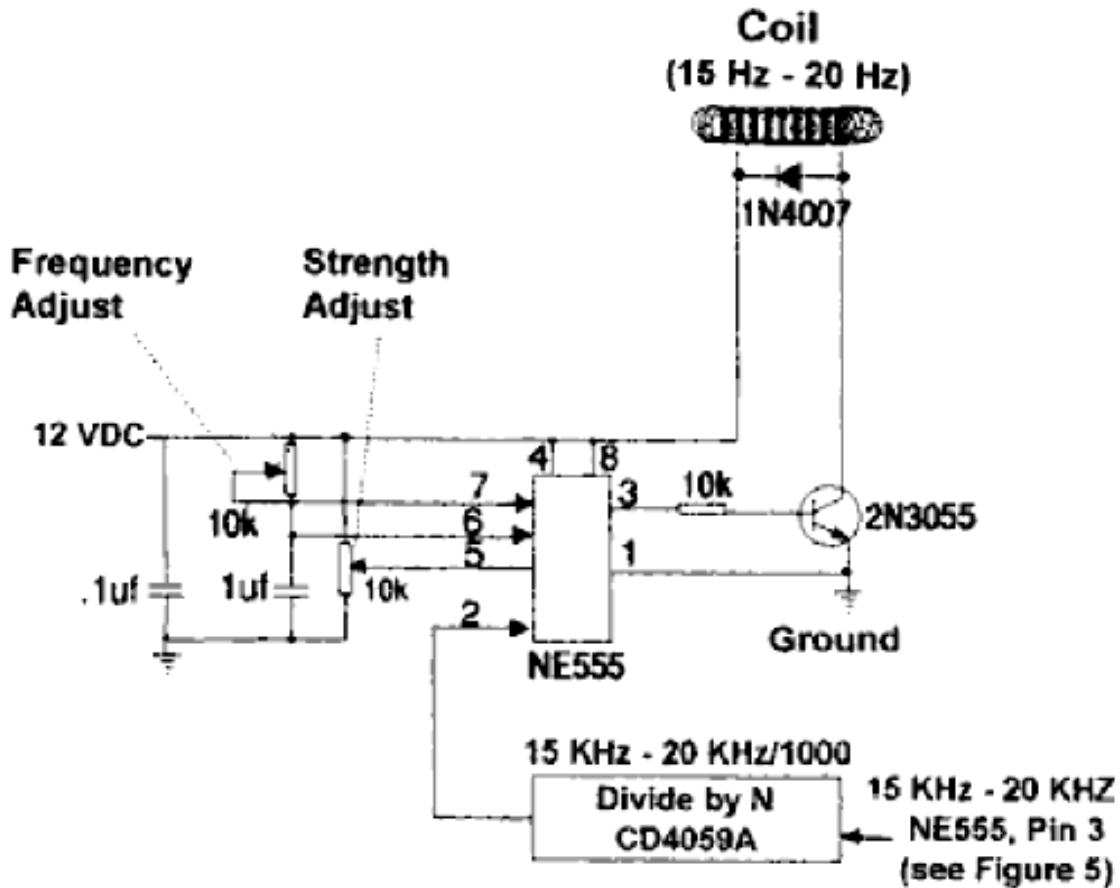 Coil
(15 Hz - 20 Hz)
1N4007
Frequency
Adjust
Strength
Adjust
12 VDC
4
8
7
3
10k
10k
6
2N3055
5
1
.1uf
1uf
10k
2
Ground
NE555
15 KHz - 20 KHz/1000
Divide by N
CD4059A
15 KHz - 20 KHZ
NE555, Pin 3
(see Figure 5)